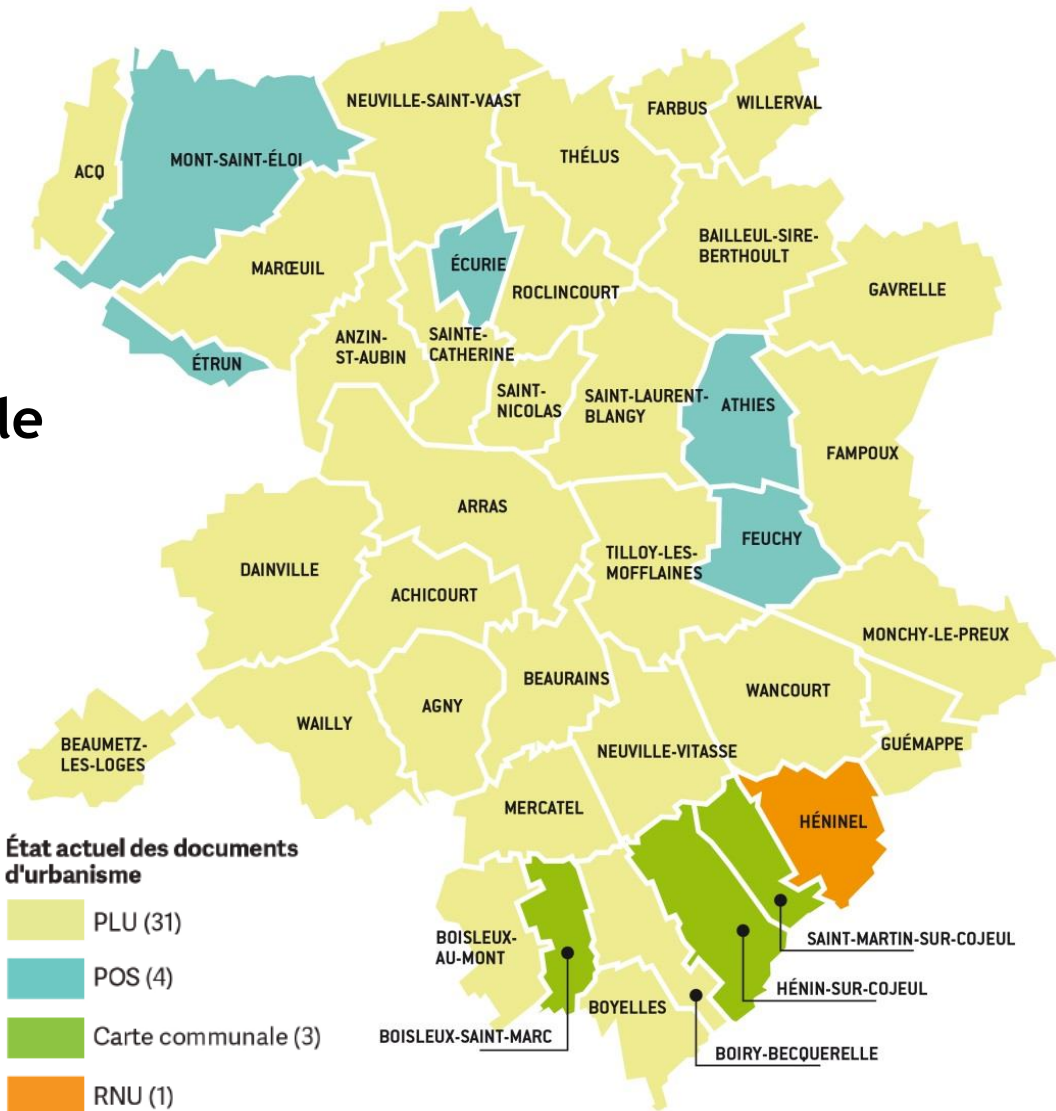 NEUVILLE-SAINT-VAAST
FARBUS
WILLERVAL
ACQ
MONT-SAINT-ÉLOI
THÉLUS
BAILLEUL-SIRE-
BERTHOULT
MARŒUIL
ÉCURIE
ROCLINCOURT
GAVRELLE
ÉTRUN
ANZIN-
ST-AUBIN
SAINTE-
CATHERINE
SAINT-
NICOLAS
SAINT-LAURENT-
BLANGY
ATHIES
le
FAMPOUX
ARRAS
DAINVILLE
TILLOY-LES-
MOFFLAINES
FEUCHY
ACHICOURT
MONCHY-LE-PREUX
BEAURAINS
WANCOURT
AGNY
WAILLY
BEAUMETZ-
LES-LOGES
NEUVILLE-VITASSE
GUÉMAPPE
MERCATEL
HÉNINEL
État actuel des documents
d'urbanisme
PLU (31)
POS (4)
Carte communale (3)
RNU (1)
BOISLEUX-
AU-MONT
SAINT-MARTIN-SUR-COJEUL
HÉNIN-SUR-COJEUL
BOYELLES
BOISLEUX-SAINT-MARC
BOIRY-BECQUERELLE